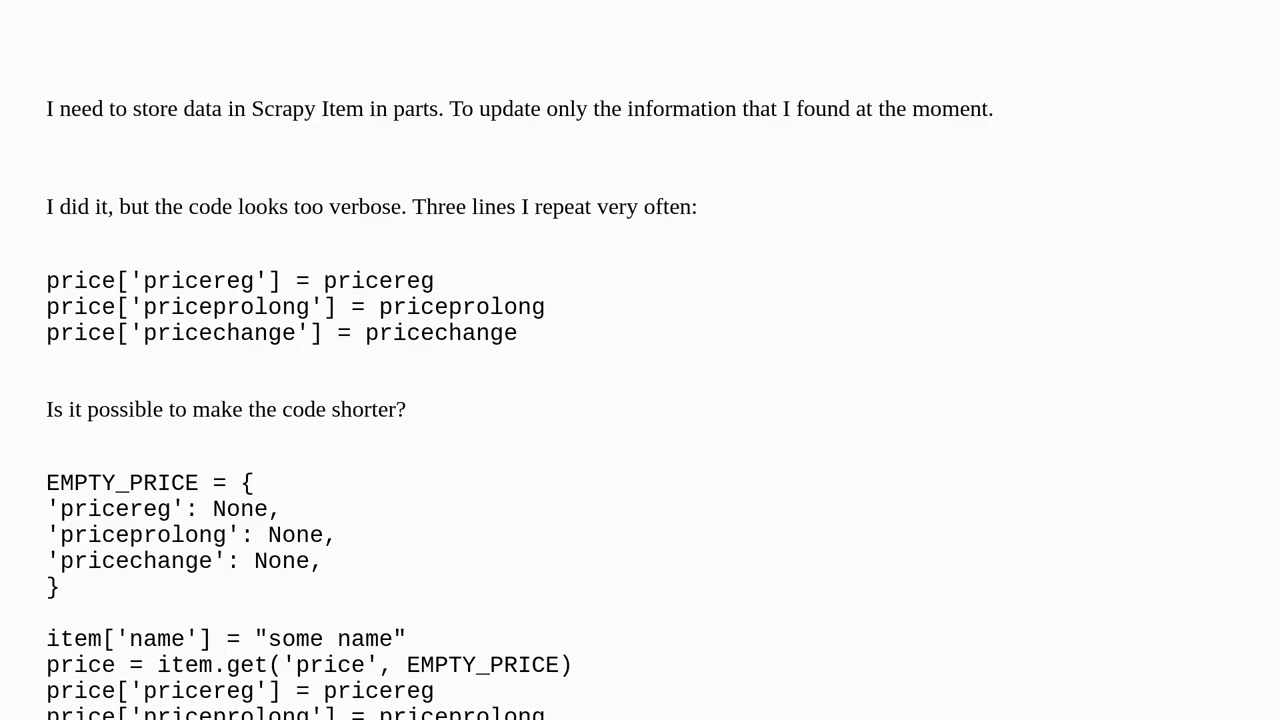 I need to store data in Scrapy Item in parts. To update only the information that I found at the moment.
I did it, but the code looks too verbose. Three lines I repeat very often:
price['pricereg'] = pricereg
price['priceprolong'] = priceprolong
price['pricechange'] = pricechange
Is it possible to make the code shorter?
EMPTY_PRICE = {
'pricereg': None,
'priceprolong': None,
'pricechange': None,
}
item['name'] = "some name"
price = item.get('price', EMPTY_PRICE)
price['pricereg'] = pricereg
price['priceprolong'] = priceprolong